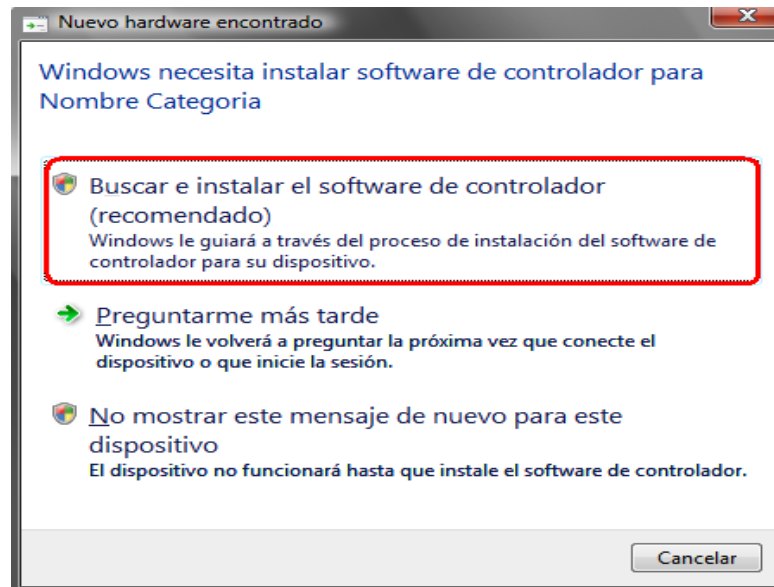 Nuevo hardware encontrado
Windows necesita instalar software de controlador para
Nombre Categoria
Buscar e instalar el software de controlador
(recomendado)
Windows le guiará a través del proceso de instalación del software de
controlador para su dispositivo.
Preguntarme más tarde
Windows le volverá a preguntar la próxima vez que conecte el
dispositivo o que inicie la sesión.
No mostrar este mensaje de nuevo para este
dispositivo
El dispositivo no funcionará hasta que instale el software de controlador.
Cancelar